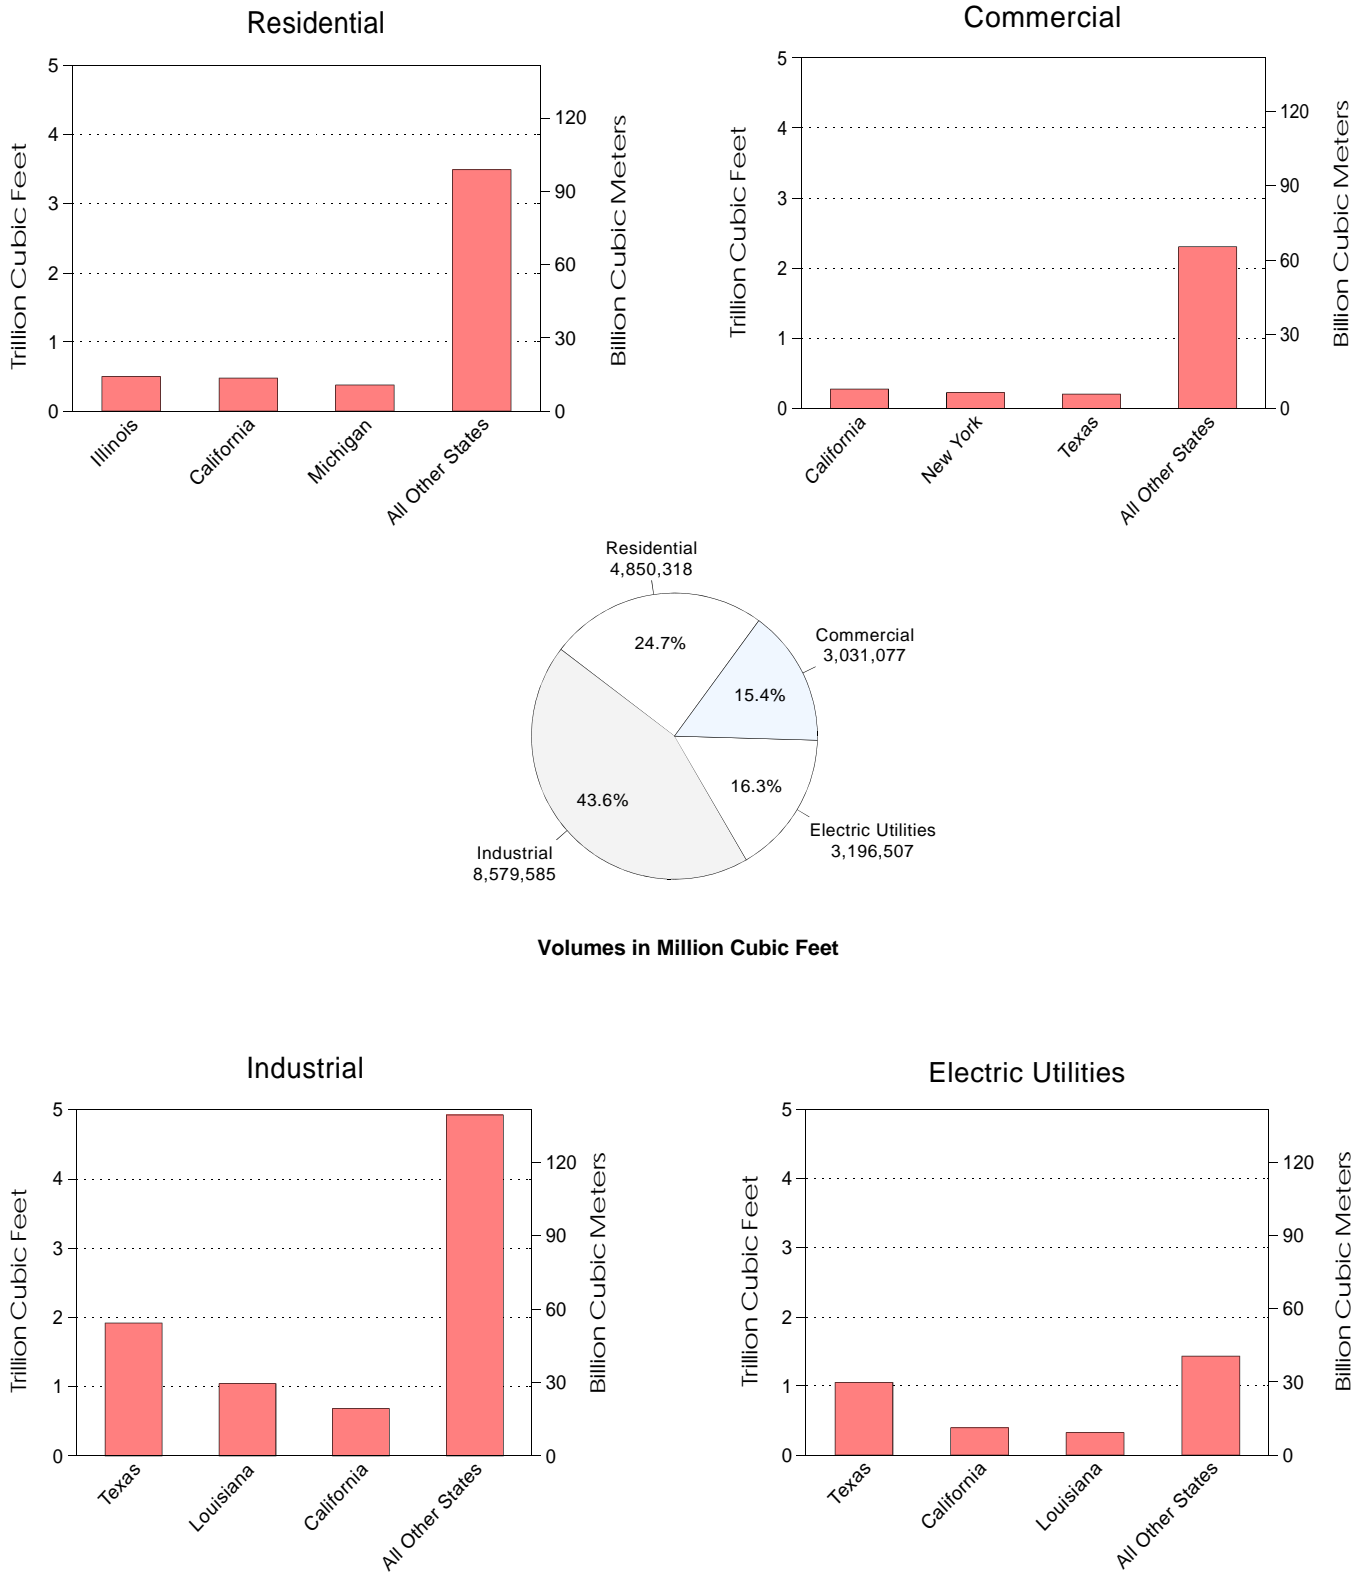 Residential
5
4
3
2
1
0
Trillion Cubic Feet
120
90
60
30
0
Billion Cubic Meters
Illinois
California
Michigan
All Other States
Commercial
5
4
3
2
1
0
Trillion Cubic Feet
120
90
60
30
0
Billion Cubic Meters
California
New York
Texas
All Other States
Residential
4,850,318
24.7%
Commercial
3,031,077
15.4%
16.3%
Electric Utilities
3,196,507
43.6%
Industrial
8,579,585
Volumes in Million Cubic Feet
Industrial
5
4
3
2
1
0
Trillion Cubic Feet
120
90
60
30
0
Billion Cubic Meters
Texas
Louisiana
California
All Other States
Electric Utilities
5
4
3
2
1
0
Trillion Cubic Feet
120
90
60
30
0
Billion Cubic Meters
Texas
California
Louisiana
All Other States